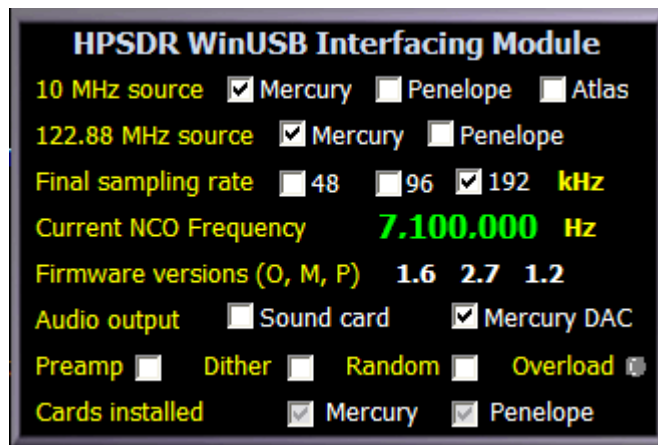 HPSDR WinUSB Interfacing Module
10 MHz source Mercury Penelope Atlas
122.88 MHz source Mercury Penelope
Final sampling rate 48 96 192 kHz
Current NCO Frequency 7.100.000 Hz
Firmware versions (O, M, P) 1.6 2.7 1.2
Audio output Sound card Mercury DAC
Preamp Dither Random Overload
Cards installed Mercury Penelope